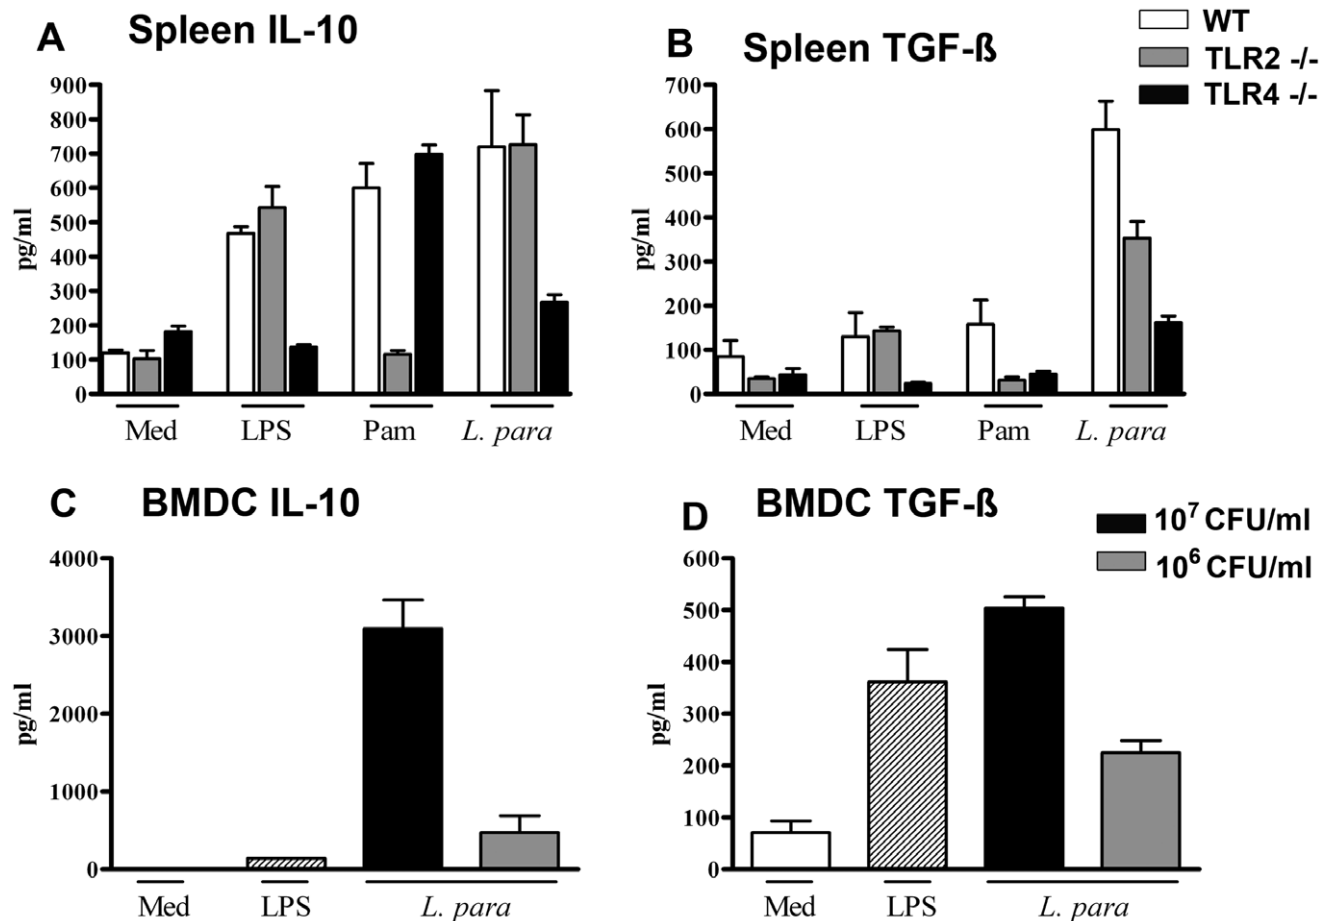 A Spleen IL-10
900
800
700
600
500
400
300
200
100
0
pg/ml
Med LPS Pam L. para
B Spleen TGF-ß
WT
TLR2 -/-
TLR4 -/-
700
600
500
400
300
200
100
0
pg/ml
Med LPS Pam L. para
C BMDC IL-10
4000
3000
2000
1000
0
pg/ml
Med LPS L. para
D BMDC TGF-ß
10⁷ CFU/ml
10⁶ CFU/ml
600
500
400
300
200
100
0
pg/ml
Med LPS L. para